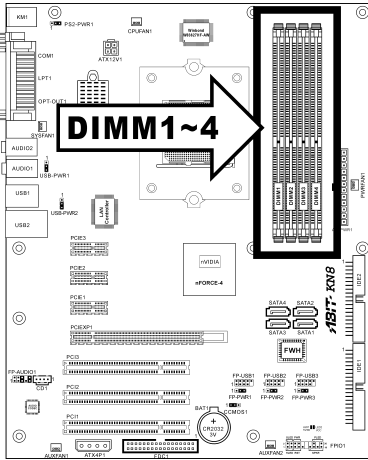 KM1
PS2-PWR1
CPUFAN1
Winbond
W83627HF-AW
ATX12V1
COM1
LPT1
OPT-OUT1
DIMM1~4
SYSFAN1
AUDIO2
AUDIO1
USB-PWR1
USB1
USB-PWR2
LAN
Controller
USB2
DIMM1
DIMM2
DIMM3
DIMM4
PWRFAN1
PCIE3
nVIDIA
nFORCE-4
PCIE2
PCIE1
SATA4
SATA2
SATA3
SATA1
ABIT- KN8
IDE2
PCIEXP1
FWH
IDE1
PCI3
FP-AUDIO1
CD1
FP-USB1
FP-USB2
FP-USB3
PCI2
FP-PWR1
FP-PWR2
FP-PWR3
BAT1
CCMOS1
CR2032
3V
PCI1
FPIO1
AUXFAN1
ATX4P1
FDC1
AUXFAN2